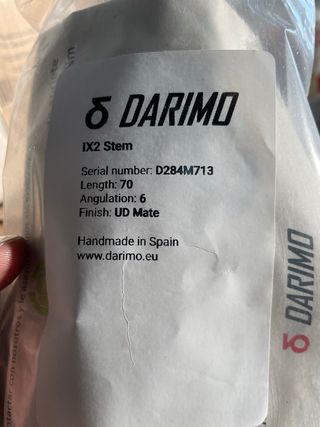 δ DARIMO
IX2 Stem
Serial number: D284M713
Length: 70
Angulation: 6
Finish: UD Mate
Handmade in Spain
www.darimo.eu
δ DARIMO